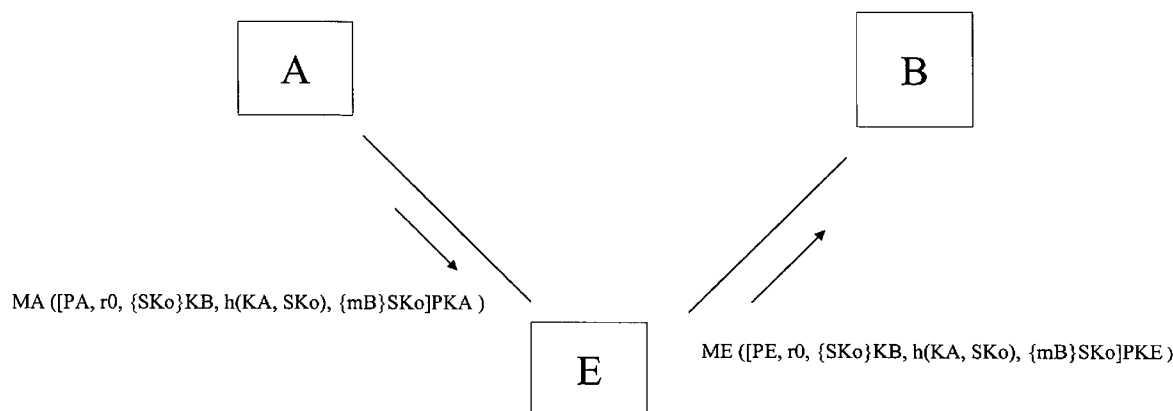 A
B
MA ([PA, r0, {SKo}KB, h(KA, SKo), {mB}SKo]PKA )
E
ME ([PE, r0, {SKo}KB, h(KA, SKo), {mB}SKo]PKE )